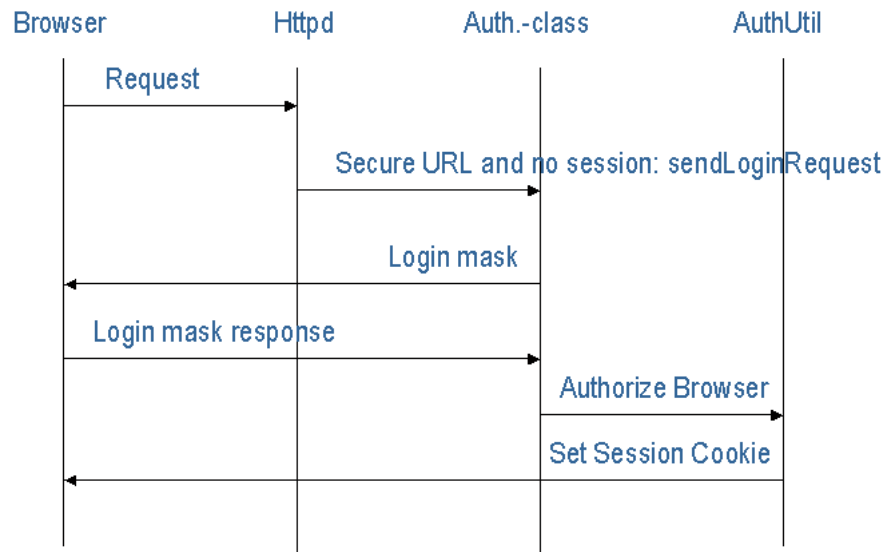 Browser Httpd Auth.-class AuthUtil
Request
Secure URL and no session: sendLoginRequest
Login mask
Login mask response
Authorize Browser
Set Session Cookie